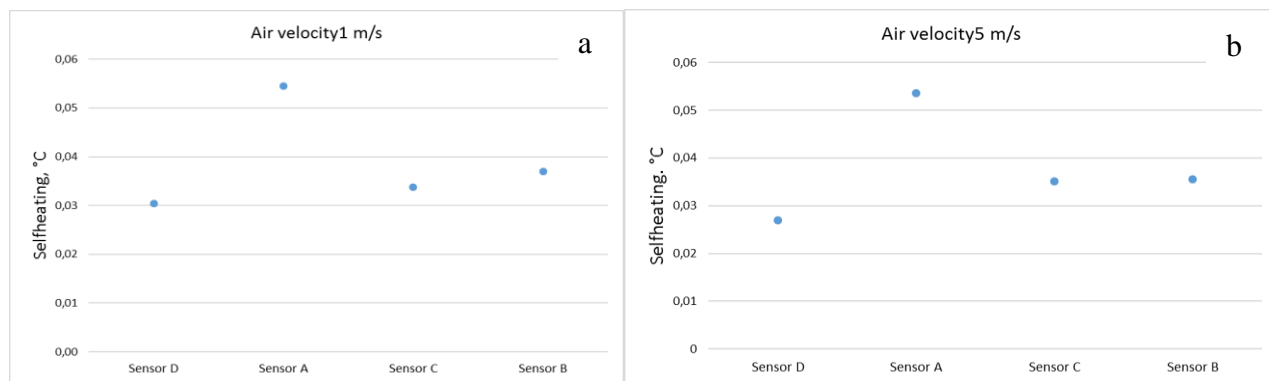 Air velocity1 m/s
a
0,06
0,05
0,04
0,03
0,02
0,01
0,00
Selfheating, °C
Sensor D
Sensor A
Sensor C
Sensor B
Air velocity5 m/s
b
0,06
0,05
0,04
0,03
0,02
0,01
0
Selfheating. °C
Sensor D
Sensor A
Sensor C
Sensor B